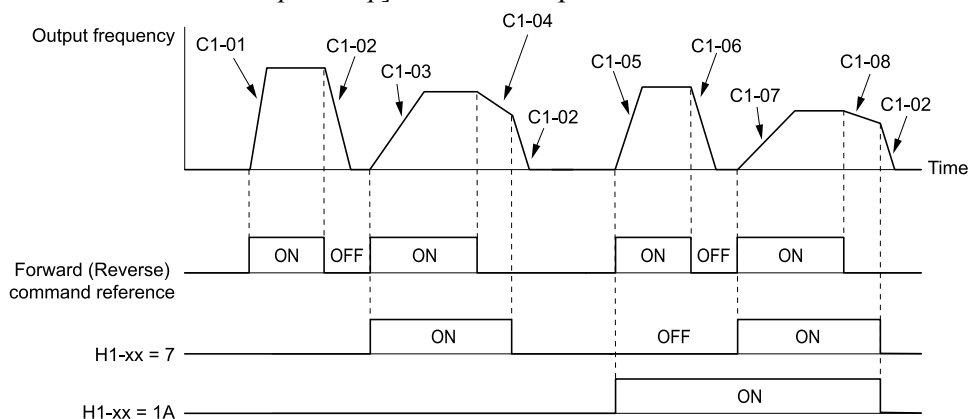 Output frequency
C1-01
C1-02
C1-03
C1-04
C1-02
C1-05
C1-06
C1-07
C1-08
C1-02
Time
ON
OFF
ON
ON
OFF
ON
Forward (Reverse)
command reference
ON
OFF
ON
H1-xx = 7
ON
H1-xx = 1A